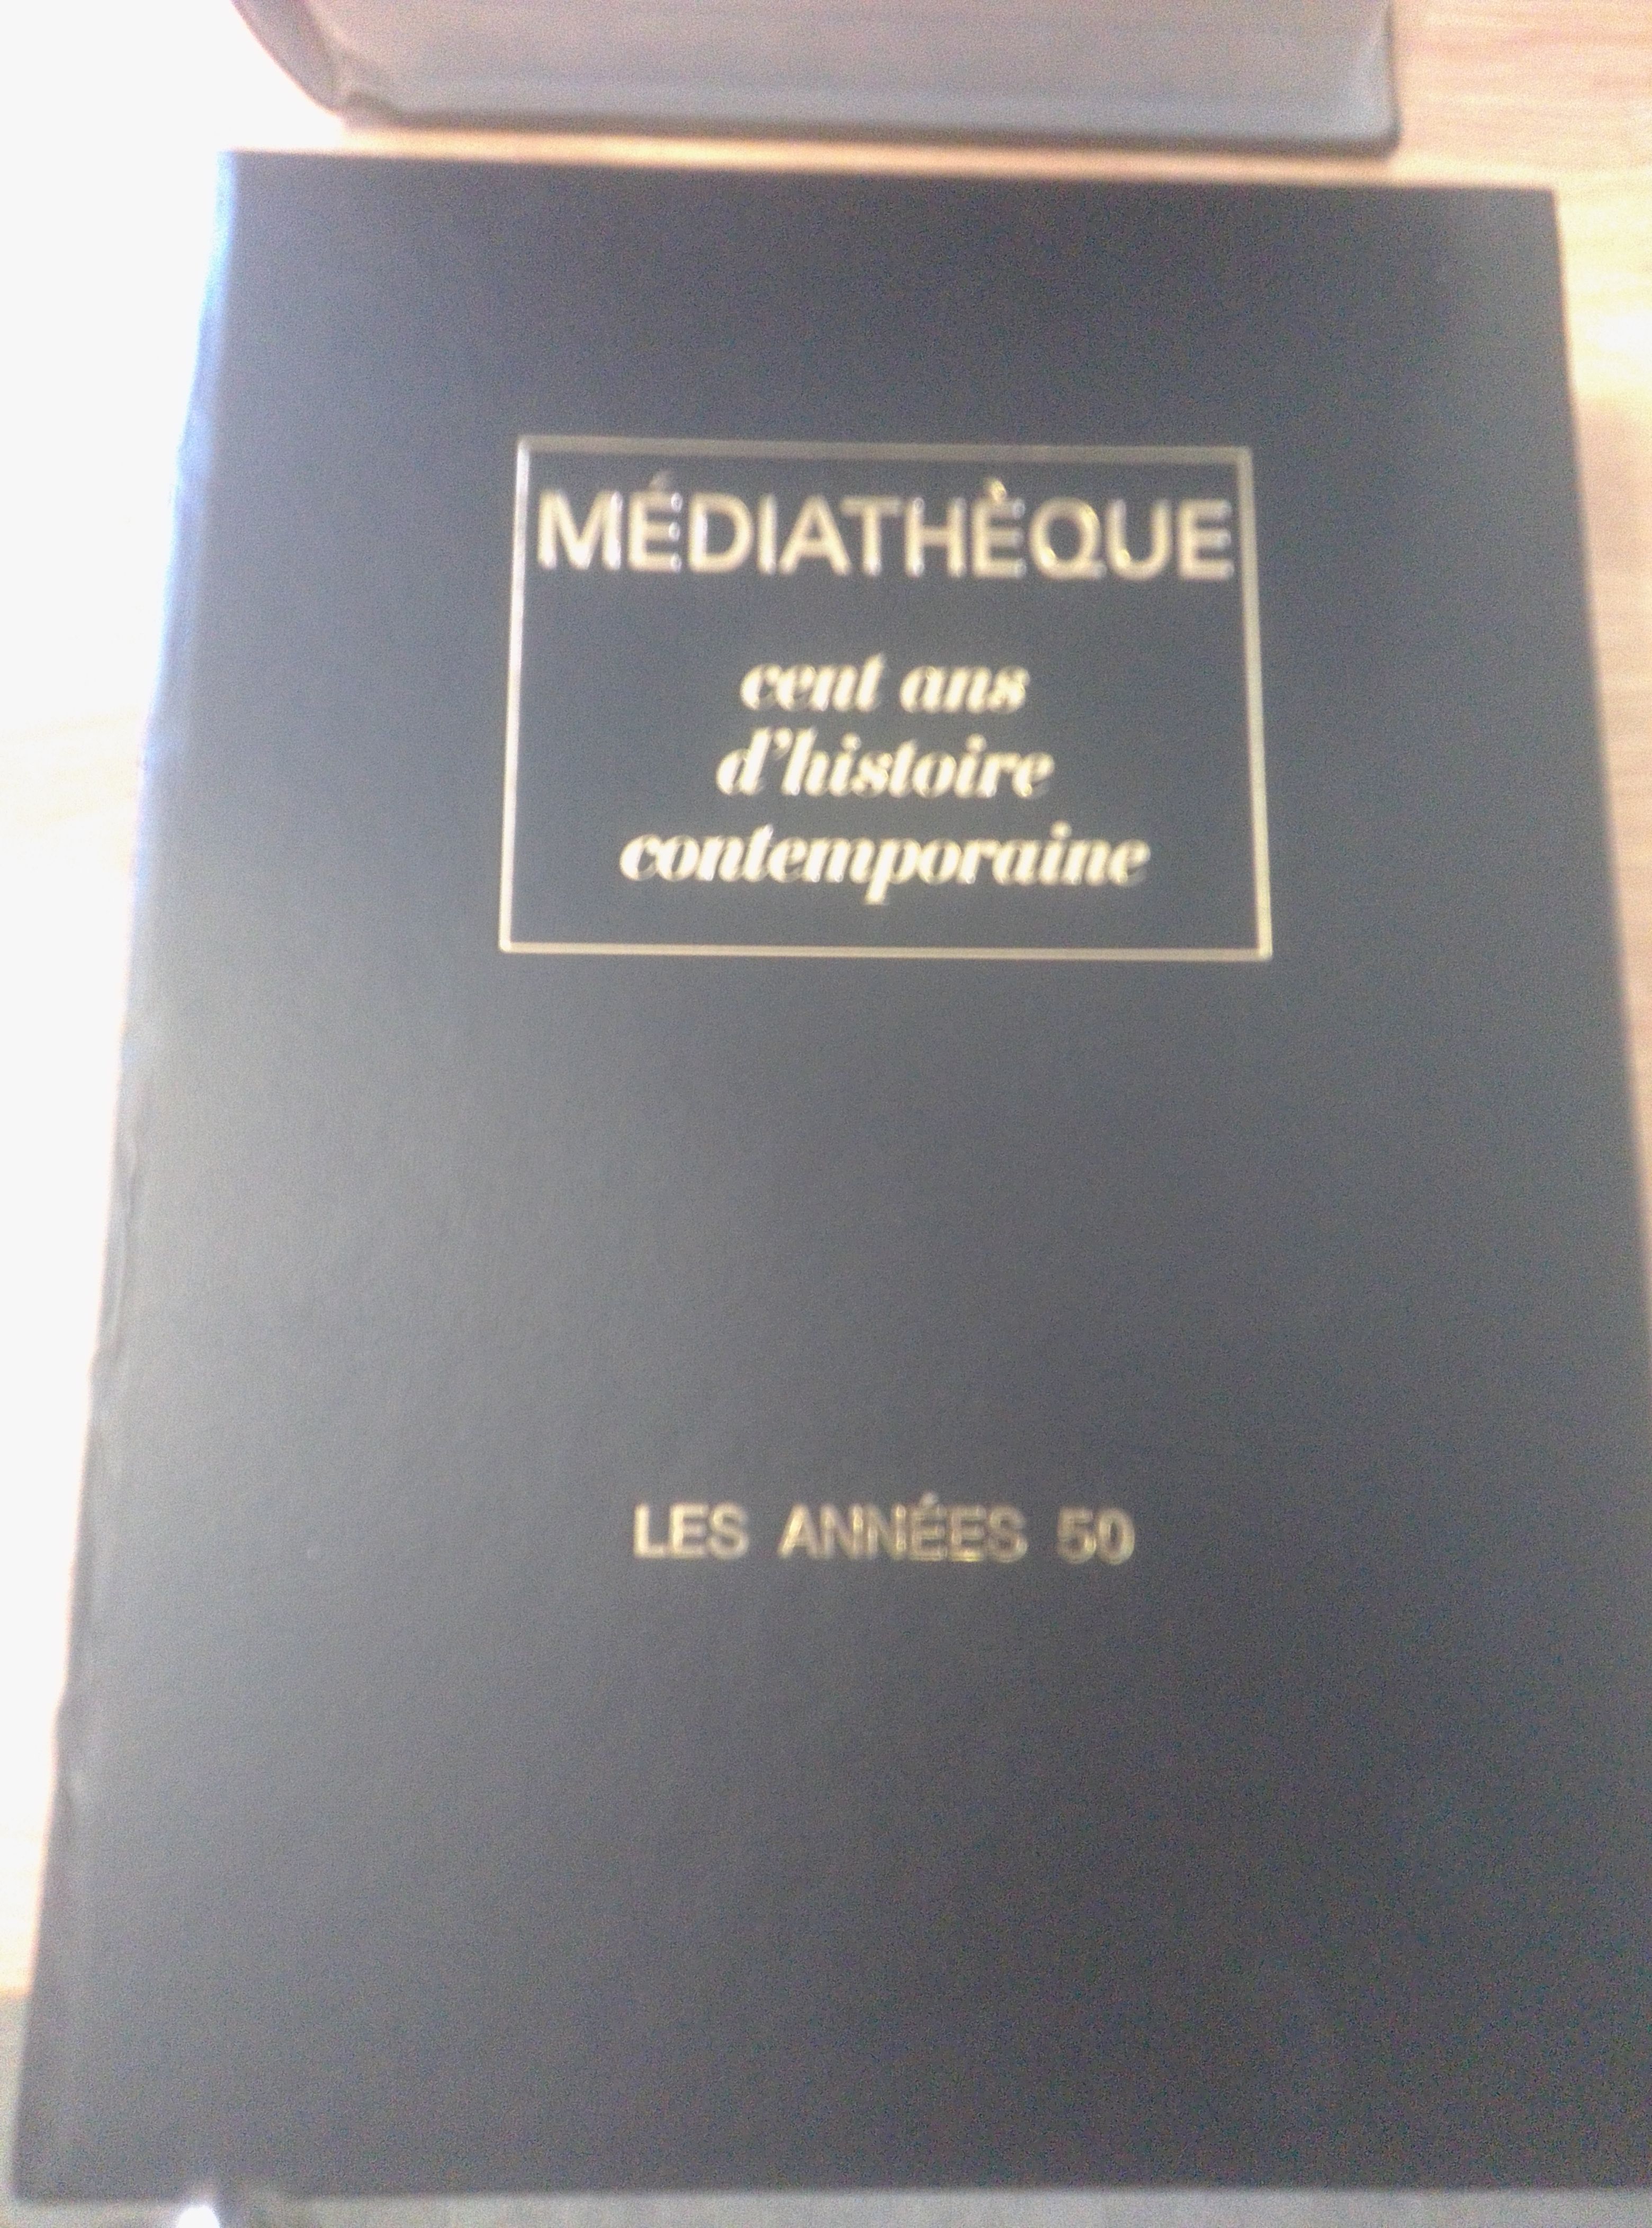 MÉDIATHÈQUE
cent ans
d'histoire
contemporaine
LES ANNÉES 50